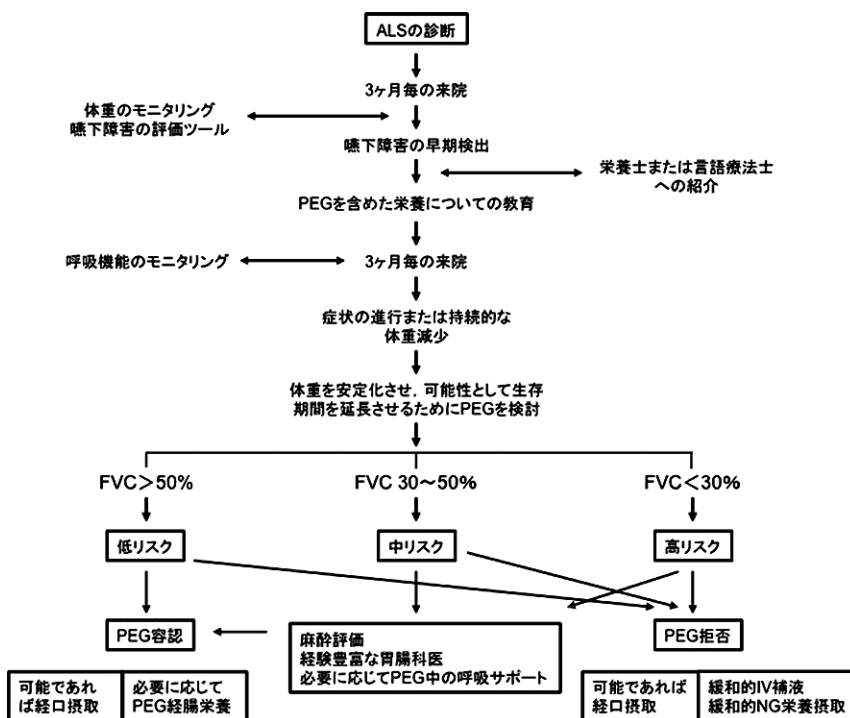 ALSの診断
3ヶ月毎の来院
体重のモニタリング
嚥下障害の評価ツール
嚥下障害の早期検出
栄養士または言語療法士
への紹介
PEGを含めた栄養についての教育
呼吸機能のモニタリング
3ヶ月毎の来院
症状の進行または持続的な
体重減少
体重を安定化させ，可能性として生存
期間を延長させるためにPEGを検討
FVC＞50%
FVC 30～50%
FVC＜30%
低リスク
中リスク
高リスク
PEG容認
麻酔評価
経験豊富な胃腸科医
必要に応じてPEG中の呼吸サポート
PEG拒否
可能であれ
ば経口摂取
必要に応じて
PEG経腸栄養
可能であれば
経口摂取
緩和的IV補液
緩和的NG栄養摂取